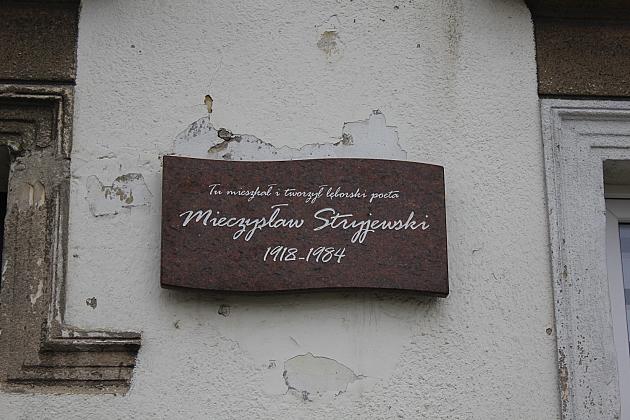 Tu mieszkał i tworzył lęborski poeta
Mieczysław Stryjewski
1918-1984